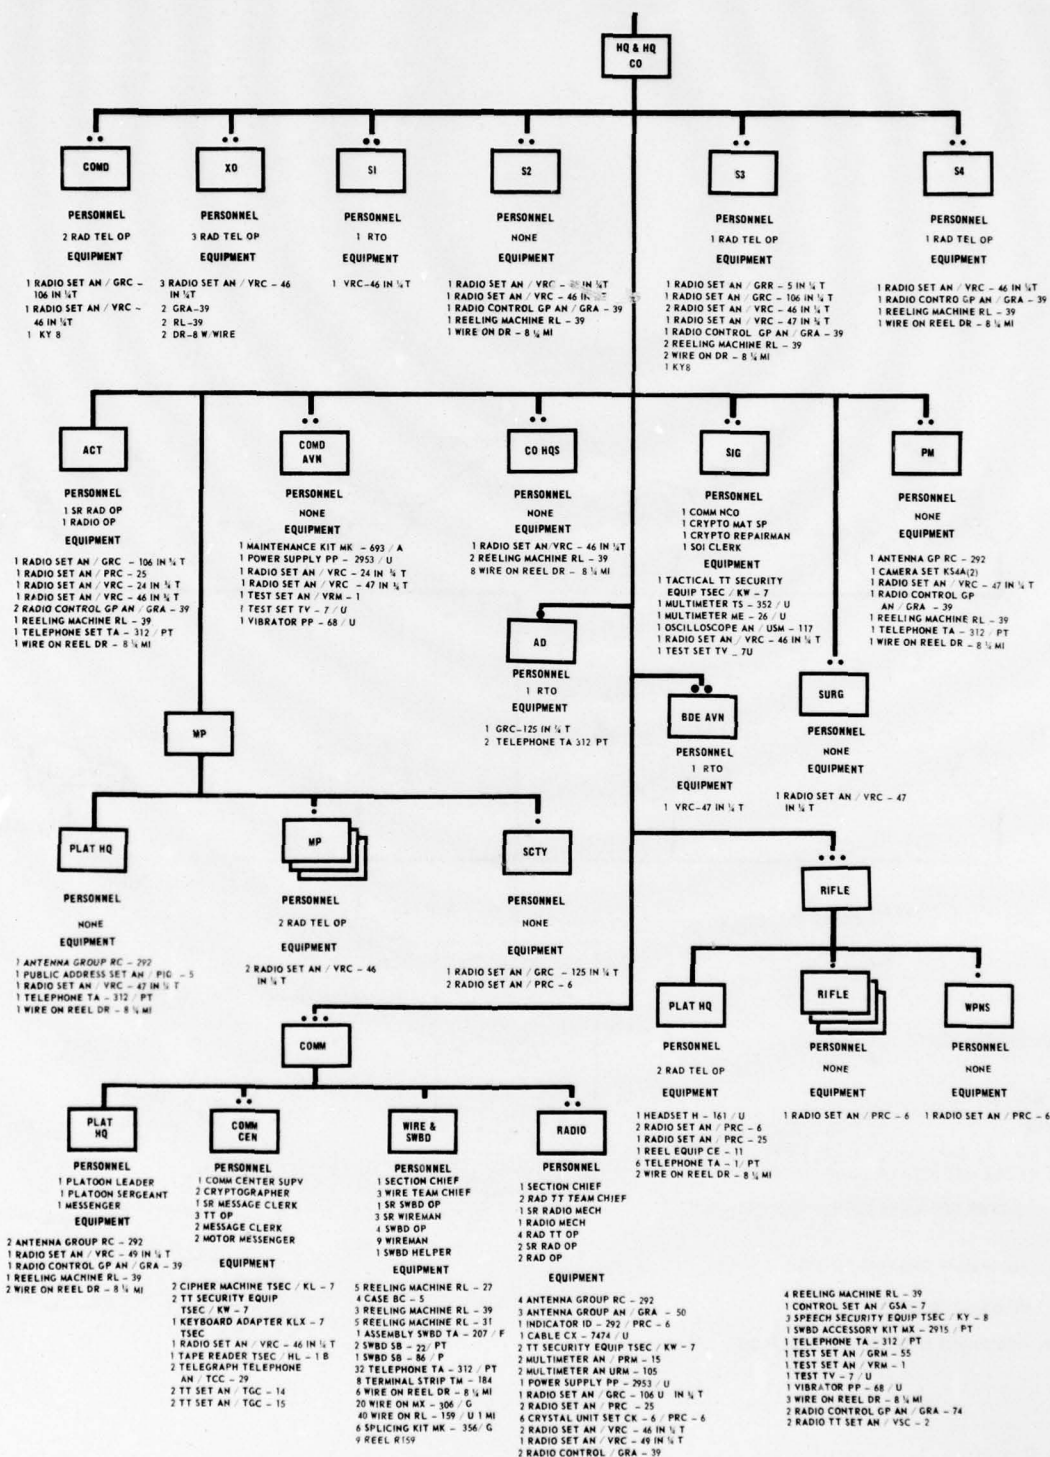 HQ & HQ
CO
COMD
PERSONNEL
2 RAD TEL OP
EQUIPMENT
1 RADIO SET AN / GRC -
106 IN ¼T
1 RADIO SET AN / VRC -
46 IN ¼T
1 KY 8
XO
PERSONNEL
3 RAD TEL OP
EQUIPMENT
3 RADIO SET AN / VRC - 46
IN ¼T
2 GRA-39
2 RL-39
2 DR-8 W/WIRE
S1
PERSONNEL
1 RTO
EQUIPMENT
1 VRC-46 IN ¼T
S2
PERSONNEL
NONE
EQUIPMENT
1 RADIO SET AN / VRC - IN ¼T
1 RADIO SET AN / VRC - 46 IN
1 RADIO CONTROL GP AN / GRA - 39
1 REELING MACHINE RL - 39
1 WIRE ON DR - 8 ¼ MI
S3
PERSONNEL
1 RAD TEL OP
EQUIPMENT
1 RADIO SET AN / GRR - 5 IN ¼ T
1 RADIO SET AN / GRC - 106 IN ¼ T
2 RADIO SET AN / VRC - 46 IN ¼ T
1 RADIO SET AN / VRC - 47 IN ¼ T
1 RADIO CONTROL GP AN / GRA - 39
2 REELING MACHINE RL - 39
2 WIRE ON DR - 8 ¼ MI
1 KY8
S4
PERSONNEL
1 RAD TEL OP
EQUIPMENT
1 RADIO SET AN / VRC - 46 IN ¼T
1 RADIO CONTRO GP AN / GRA - 39
1 REELING MACHINE RL - 39
1 WIRE ON REEL DR - 8 ¼ MI
ACT
PERSONNEL
1 SR RAD OP
1 RADIO OP
EQUIPMENT
1 RADIO SET AN / GRC - 106 IN ¼ T
1 RADIO SET AN / PRC - 25
1 RADIO SET AN / VRC - 24 IN ¼ T
1 RADIO SET AN / VRC - 46 IN ¼ T
2 RADIO CONTROL GP AN / GRA - 39
1 REELING MACHINE RL - 39
1 TELEPHONE SET TA - 312 / PT
1 WIRE ON REEL DR - 8 ¼ MI
COMD
AVN
PERSONNEL
NONE
EQUIPMENT
1 MAINTENANCE KIT MK - 693 / A
1 POWER SUPPLY PP - 2953 / U
1 RADIO SET AN / VRC - 24 IN ¼ T
1 RADIO SET AN / VRC - 47 IN ¼ T
1 TEST SET AN / VRM - 1
1 TEST SET TV - 7 / U
1 VIBRATOR PP - 68 / U
CO HQS
PERSONNEL
NONE
EQUIPMENT
1 RADIO SET AN/VRC - 46 IN ¼T
2 REELING MACHINE RL - 39
8 WIRE ON REEL DR - 8 ¼ MI
SIG
PERSONNEL
1 COMM NCO
1 CRYPTO MAT SP
1 CRYPTO REPAIRMAN
1 SOI CLERK
EQUIPMENT
1 TACTICAL TT SECURITY
EQUIP TSEC / KW - 7
1 MULTIMETER TS - 352 / U
1 MULTIMETER ME - 26 / U
1 OSCILLOSCOPE AN / USM - 117
1 RADIO SET AN / VRC - 46 IN ¼ T
1 TEST SET TV _ 7U
PM
PERSONNEL
NONE
EQUIPMENT
1 ANTENNA GP RC - 292
1 CAMERA SET KS4A(2)
1 RADIO SET AN / VRC - 47 IN ¼ T
1 RADIO CONTROL GP
AN / GRA - 39
1 REELING MACHINE RL - 39
1 TELEPHONE TA - 312 / PT
1 WIRE ON REEL DR - 8 ¼ MI
AD
PERSONNEL
1 RTO
EQUIPMENT
1 GRC-125 IN ¼ T
2 TELEPHONE TA 312 PT
BDE AVN
PERSONNEL
1 RTO
EQUIPMENT
1 VRC-47 IN ¼ T
SURG
PERSONNEL
NONE
EQUIPMENT
1 RADIO SET AN / VRC - 47
IN ¼ T
MP
PLAT HQ
PERSONNEL
NONE
EQUIPMENT
1 ANTENNA GROUP RC - 292
1 PUBLIC ADDRESS SET AN / PIQ - 5
1 RADIO SET AN / VRC - 47 IN ¼ T
1 TELEPHONE TA - 312 / PT
1 WIRE ON REEL DR - 8 ¼ MI
MP
PERSONNEL
2 RAD TEL OP
EQUIPMENT
2 RADIO SET AN / VRC - 46
IN ¼ T
SCTY
PERSONNEL
NONE
EQUIPMENT
1 RADIO SET AN / GRC - 125 IN ¼ T
2 RADIO SET AN / PRC - 6
RIFLE
PLAT HQ
PERSONNEL
2 RAD TEL OP
EQUIPMENT
1 HEADSET H - 161 / U
2 RADIO SET AN / PRC - 6
1 RADIO SET AN / PRC - 25
1 REEL EQUIP CE - 11
6 TELEPHONE TA - 1/ PT
2 WIRE ON REEL DR - 8 ¼ MI
RIFLE
PERSONNEL
NONE
EQUIPMENT
1 RADIO SET AN / PRC - 6
WPNS
PERSONNEL
NONE
EQUIPMENT
1 RADIO SET AN / PRC - 6
COMM
PLAT
HQ
PERSONNEL
1 PLATOON LEADER
1 PLATOON SERGEANT
1 MESSENGER
EQUIPMENT
2 ANTENNA GROUP RC - 292
1 RADIO SET AN / VRC - 49 IN ¼ T
1 RADIO CONTROL GP AN / GRA - 39
1 REELING MACHINE RL - 39
2 WIRE ON REEL DR - 8 ¼ MI
COMM
CEN
PERSONNEL
1 COMM CENTER SUPV
2 CRYPTOGRAPHER
1 SR MESSAGE CLERK
3 TT OP
2 MESSAGE CLERK
2 MOTOR MESSENGER
EQUIPMENT
2 CIPHER MACHINE TSEC / KL - 7
2 TT SECURITY EQUIP
TSEC / KW - 7
1 KEYBOARD ADAPTER KLX - 7
TSEC
1 RADIO SET AN / VRC - 46 IN ¼ T
1 TAPE READER TSEC / HL - 1 B
2 TELEGRAPH TELEPHONE
AN / TCC - 29
2 TT SET AN / TGC - 14
2 TT SET AN / TGC - 15
WIRE &
SWBD
PERSONNEL
1 SECTION CHIEF
3 WIRE TEAM CHIEF
1 SR SWBD OP
3 SR WIREMAN
4 SWBD OP
9 WIREMAN
1 SWBD HELPER
EQUIPMENT
5 REELING MACHINE RL - 27
4 CASE BC - 5
3 REELING MACHINE RL - 39
5 REELING MACHINE RL - 31
1 ASSEMBLY SWBD TA - 207 / F
2 SWBD SB - 22/ PT
1 SWBD SB - 86 / P
32 TELEPHONE TA - 312 / PT
8 TERMINAL STRIP TM - 184
6 WIRE ON REEL DR - 8 ¼ MI
20 WIRE ON MX - 306 / G
40 WIRE ON RL - 159 / U 1 MI
6 SPLICING KIT MK - 356/ G
9 REEL R159
RADIO
PERSONNEL
1 SECTION CHIEF
2 RAD TT TEAM CHIEF
1 SR RADIO MECH
1 RADIO MECH
4 RAD TT OP
2 SR RAD OP
2 RAD OP
EQUIPMENT
4 ANTENNA GROUP RC - 292
3 ANTENNA GROUP AN / GRA - 50
1 INDICATOR ID - 292 / PRC - 6
1 CABLE CX - 7474 / U
2 TT SECURITY EQUIP TSEC / KW - 7
2 MULTIMETER AN / PRM - 15
2 MULTIMETER AN URM - 105
1 POWER SUPPLY PP - 2953 / U
1 RADIO SET AN / GRC - 106 U IN ¼ T
2 RADIO SET AN / PRC - 25
6 CRYSTAL UNIT SET CK - 6 / PRC - 6
2 RADIO SET AN / VRC - 46 IN ¼ T
1 RADIO SET AN / VRC - 49 IN ¼ T
2 RADIO CONTROL / GRA - 39
4 REELING MACHINE RL - 39
1 CONTROL SET AN / GSA - 7
3 SPEECH SECURITY EQUIP TSEC / KY - 8
1 SWBD ACCESSORY KIT MX - 2915 / PT
1 TELEPHONE TA - 312/ PT
1 TEST SET AN / GRM - 55
1 TEST SET AN / VRM - 1
1 TEST TV - 7 / U
1 VIBRATOR PP - 68 / U
3 WIRE ON REEL DR - 8 ¼ MI
2 RADIO CONTROL GP AN / GRA - 74
2 RADIO TT SET AN / VSC - 2